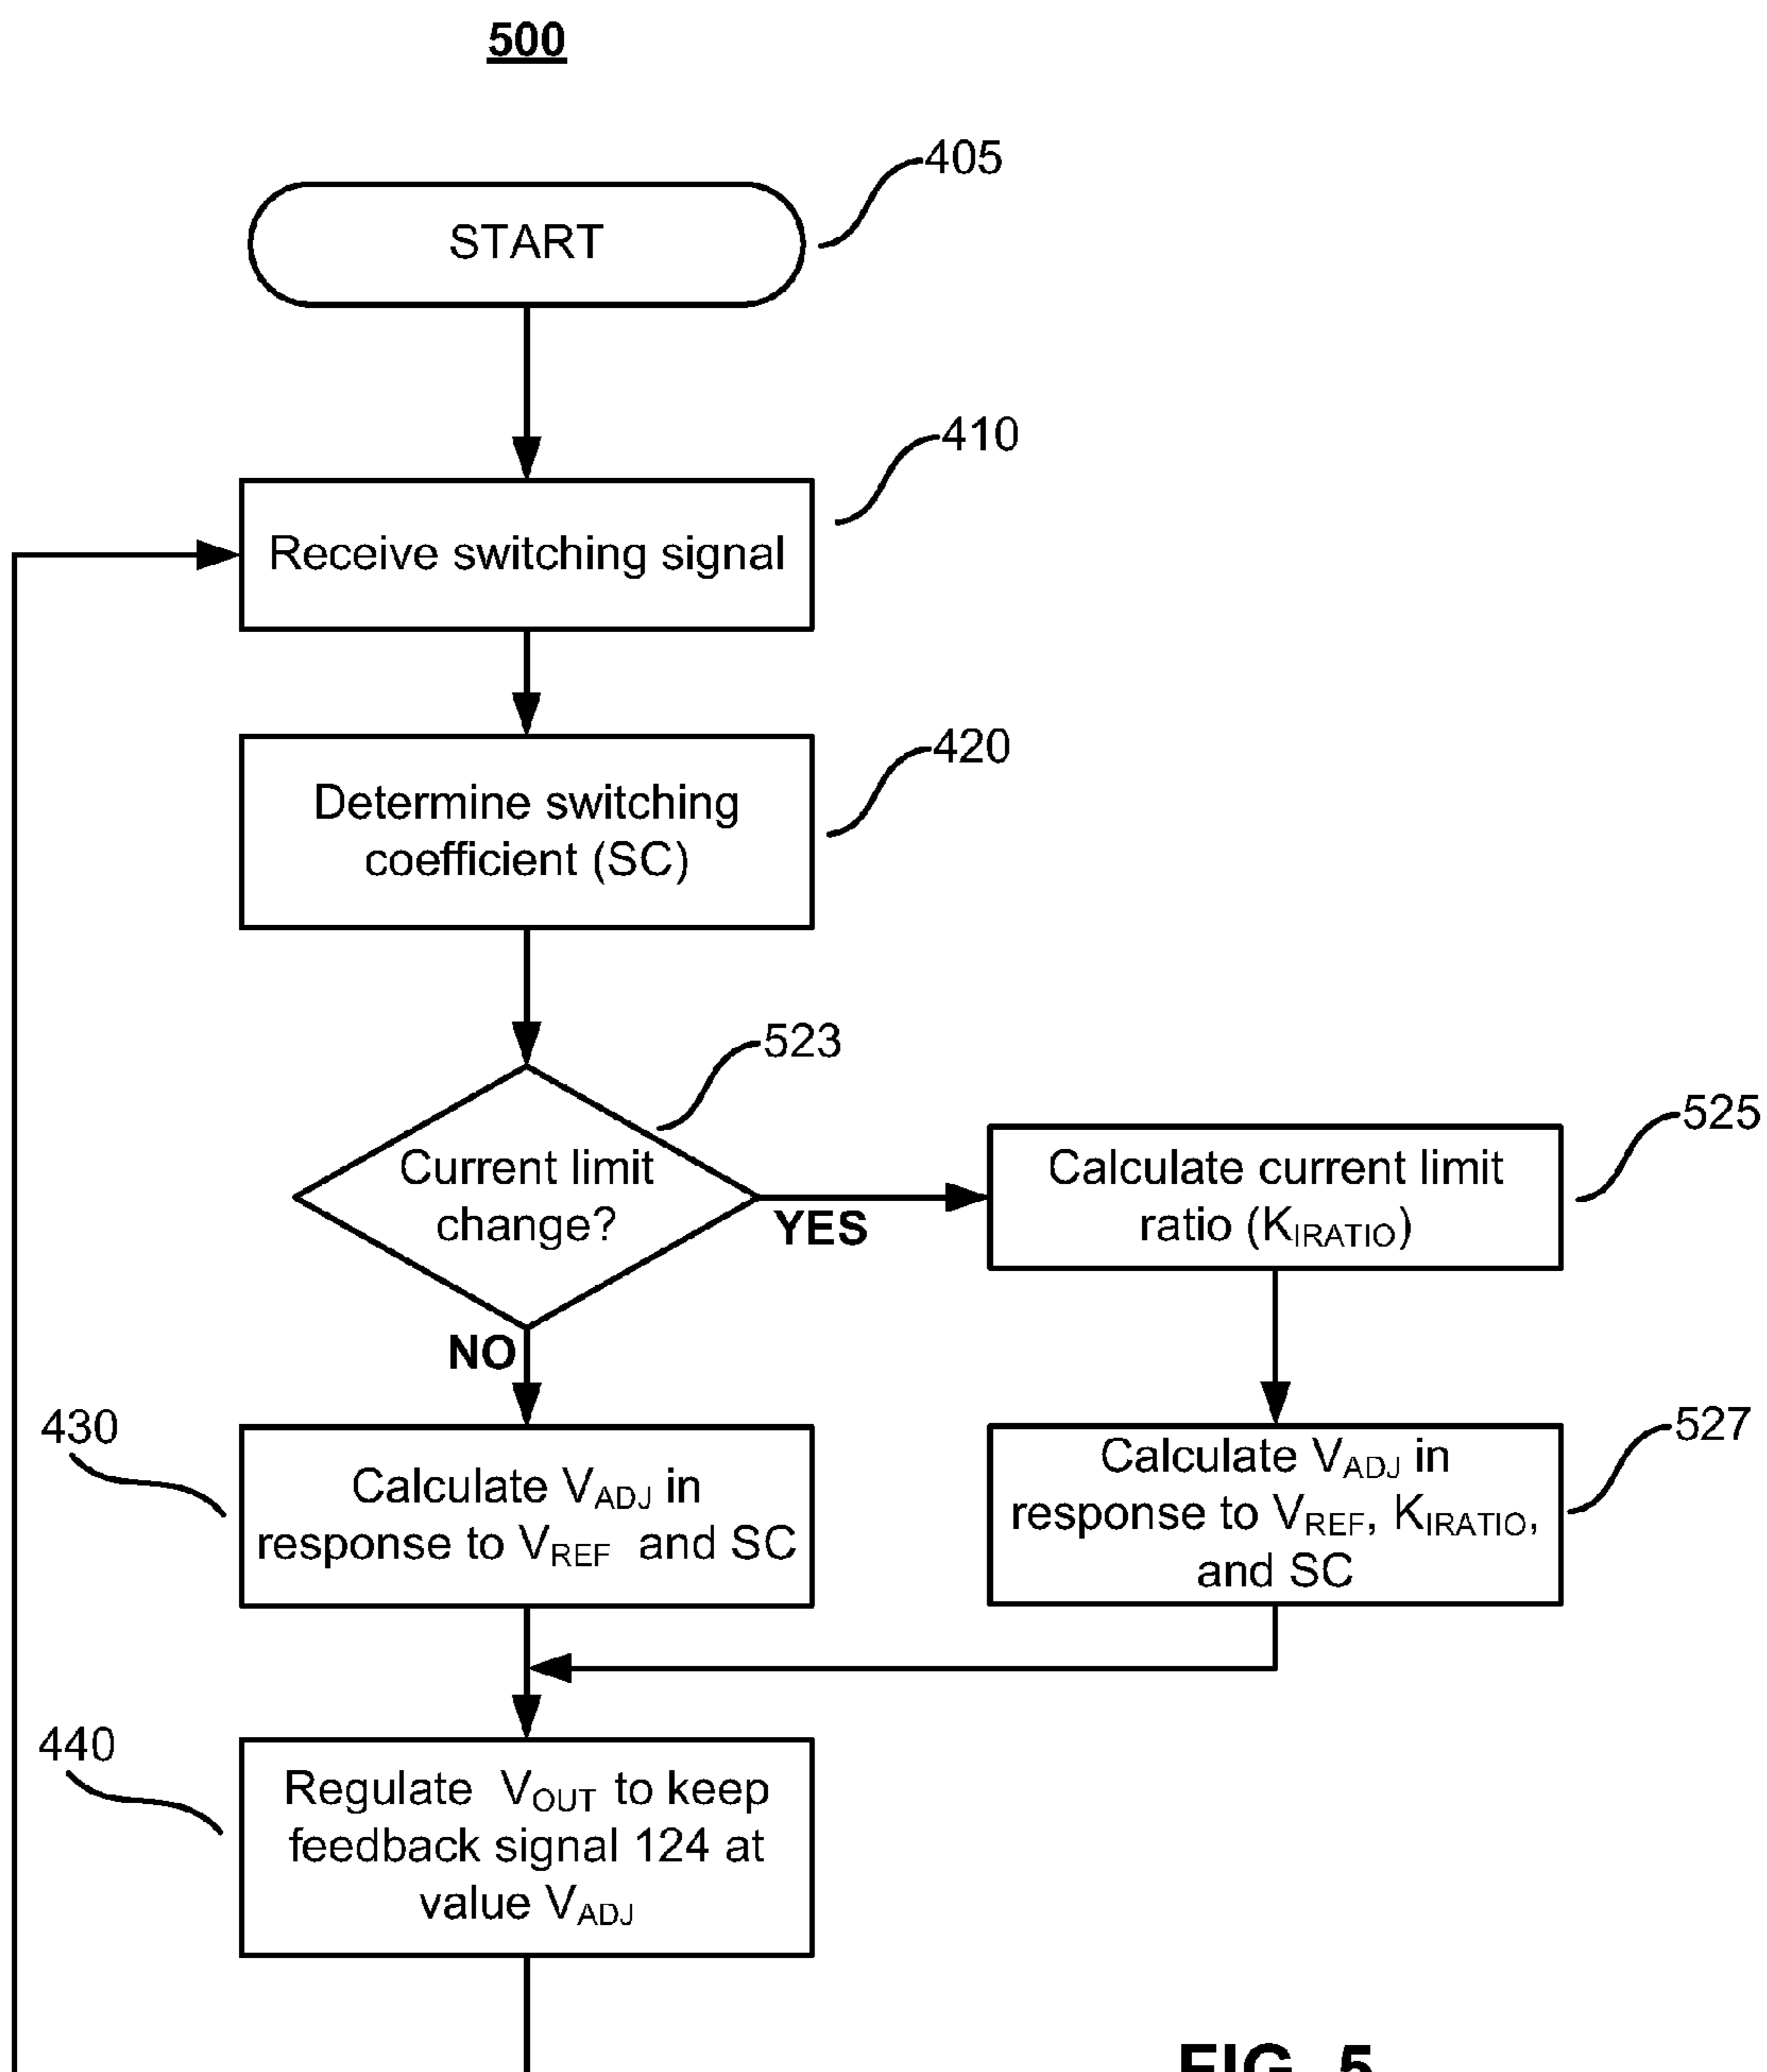 500
405
START
410
Receive switching signal
420
Determine switching
coefficient (SC)
523
Current limit
change?
YES
525
Calculate current limit
ratio (KIRATIO)
NO
430
Calculate VADJ in
response to VREF and SC
527
Calculate VADJ in
response to VREF, KIRATIO,
and SC
440
Regulate VOUT to keep
feedback signal 124 at
value VADJ
FIG. 5